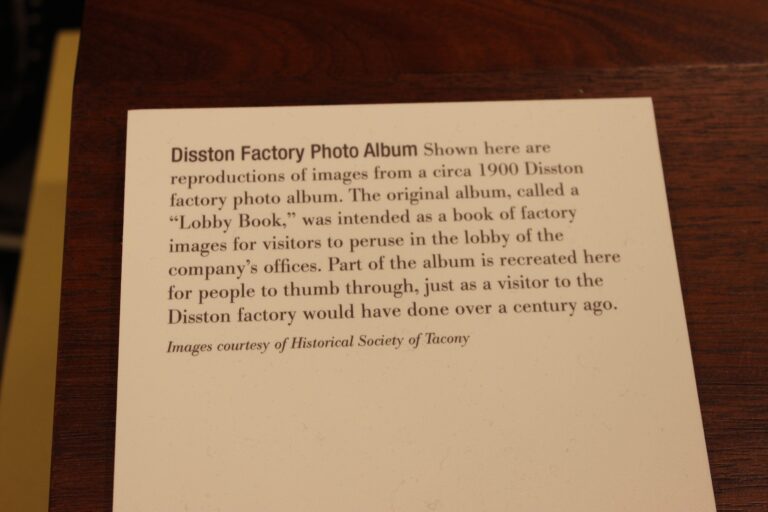 Disston Factory Photo Album Shown here are
reproductions of images from a circa 1900 Disston
factory photo album. The original album, called a
“Lobby Book,” was intended as a book of factory
images for visitors to peruse in the lobby of the
company’s offices. Part of the album is recreated here
for people to thumb through, just as a visitor to the
Disston factory would have done over a century ago.
Images courtesy of Historical Society of Tacony